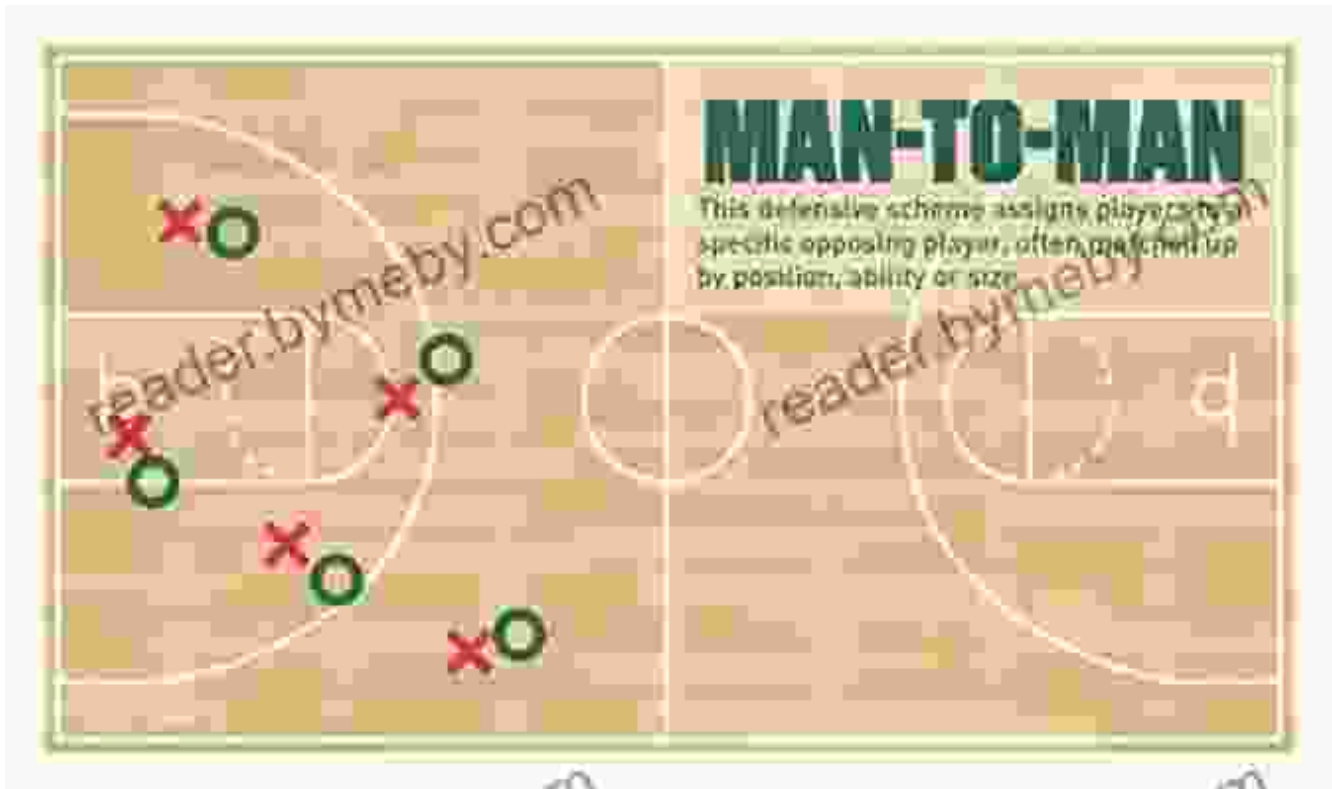 MAN-TO-MAN
This defensive scheme assigns players to a
specific opposing player, often matched up
by position, ability or size
reader.bymeby.com
reader.bymeby.com
m
m